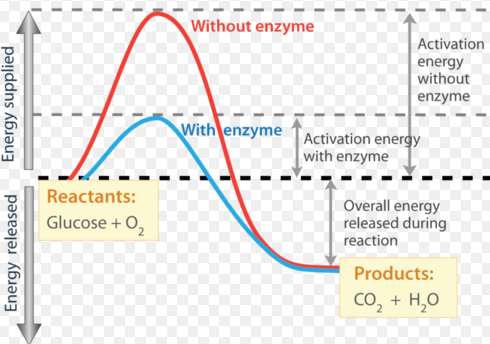 Without enzyme
Activation
energy
without
enzyme
Energy supplied
With enzyme
Activation energy
with enzyme
Reactants:
Glucose + O₂
Energy released
Overall energy
released during
reaction
Products:
CO₂ + H₂O